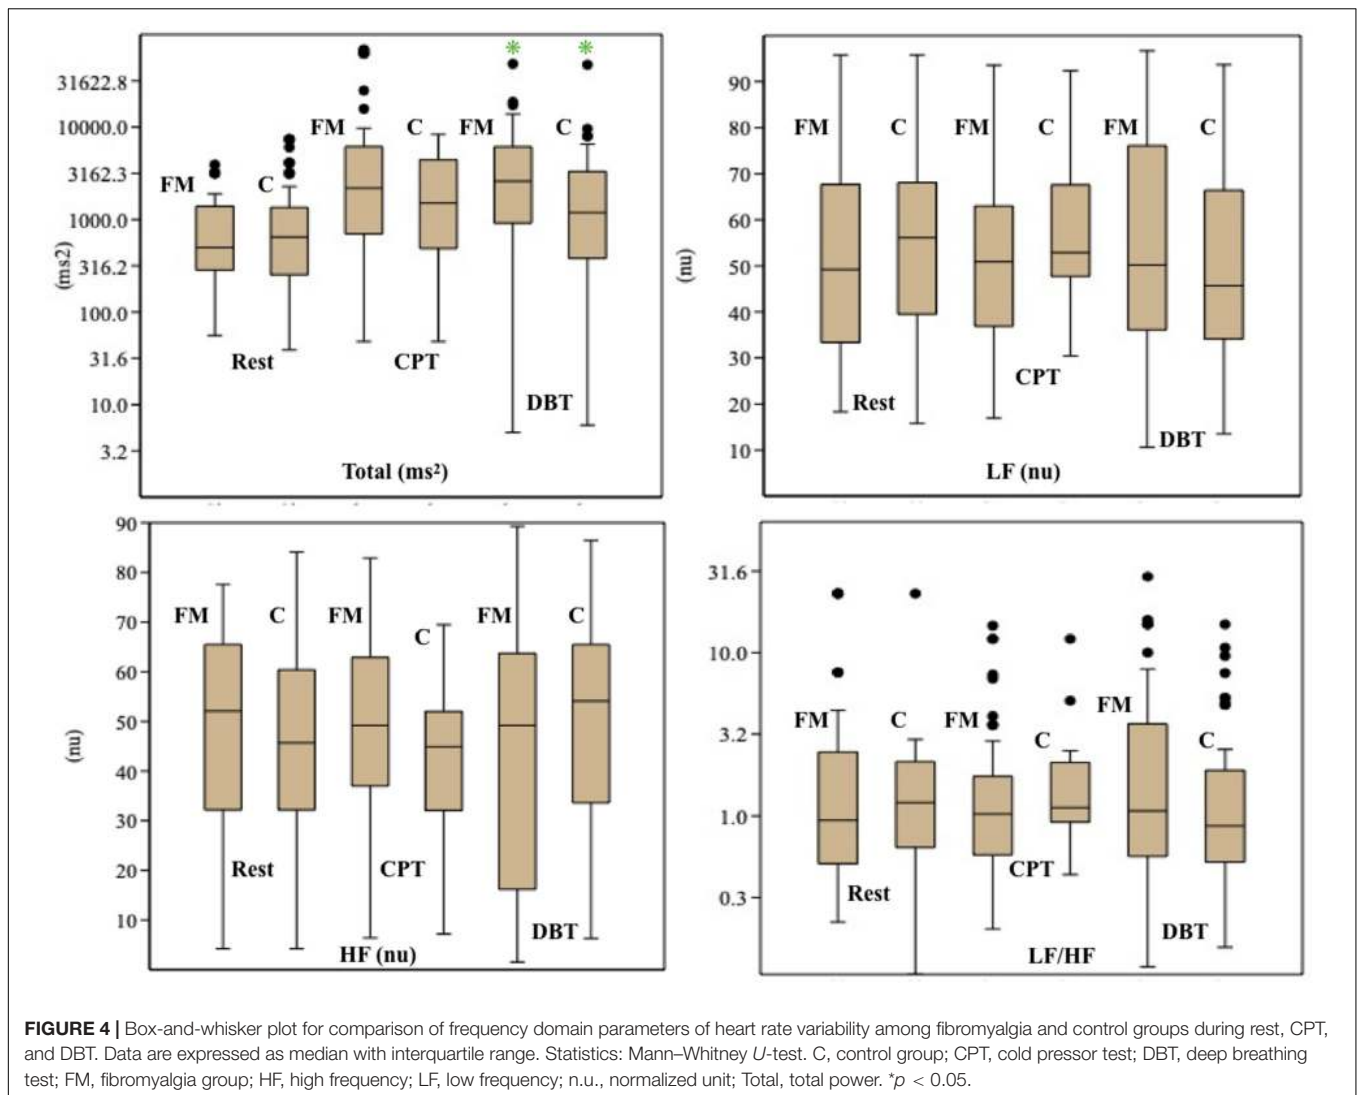 31622.8
10000.0
3162.3
1000.0
316.2
100.0
31.6
10.0
3.2
(ms2)
FM
C
FM
C
FM
C
Rest
CPT
DBT
Total (ms²)
90
80
70
60
50
40
30
20
10
(nu)
FM
C
FM
C
FM
C
Rest
CPT
DBT
LF (nu)
90
80
70
60
50
40
30
20
10
(nu)
FM
C
FM
C
FM
C
Rest
CPT
DBT
HF (nu)
31.6
10.0
3.2
1.0
0.3
FM
C
FM
C
FM
C
Rest
CPT
DBT
LF/HF
FIGURE 4 | Box-and-whisker plot for comparison of frequency domain parameters of heart rate variability among fibromyalgia and control groups during rest, CPT,
and DBT. Data are expressed as median with interquartile range. Statistics: Mann–Whitney U-test. C, control group; CPT, cold pressor test; DBT, deep breathing
test; FM, fibromyalgia group; HF, high frequency; LF, low frequency; n.u., normalized unit; Total, total power. *p < 0.05.